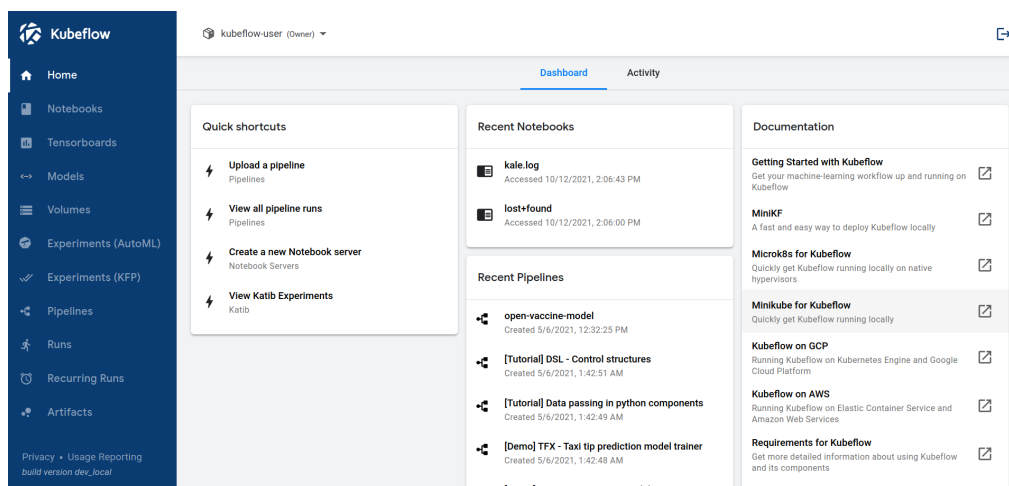 Kubeflow
Home
Notebooks
Tensorboards
Models
Volumes
Experiments (AutoML)
Experiments (KFP)
Pipelines
Runs
Recurring Runs
Artifacts
Privacy • Usage Reporting
build version dev_local
kubeflow-user (Owner)
Dashboard
Activity
Quick shortcuts
Upload a pipeline
Pipelines
View all pipeline runs
Pipelines
Create a new Notebook server
Notebook Servers
View Katib Experiments
Katib
Recent Notebooks
kale.log
Accessed 10/12/2021, 2:06:43 PM
lost+found
Accessed 10/12/2021, 2:06:00 PM
Recent Pipelines
open-vaccine-model
Created 5/6/2021, 12:32:25 PM
[Tutorial] DSL - Control structures
Created 5/6/2021, 1:42:51 AM
[Tutorial] Data passing in python components
Created 5/6/2021, 1:42:49 AM
[Demo] TFX - Taxi tip prediction model trainer
Created 5/6/2021, 1:42:48 AM
Documentation
Getting Started with Kubeflow
Get your machine-learning workflow up and running on
Kubeflow
MiniKF
A fast and easy way to deploy Kubeflow locally
Microk8s for Kubeflow
Quickly get Kubeflow running locally on native
hypervisors
Minikube for Kubeflow
Quickly get Kubeflow running locally
Kubeflow on GCP
Running Kubeflow on Kubernetes Engine and Google
Cloud Platform
Kubeflow on AWS
Running Kubeflow on Elastic Container Service and
Amazon Web Services
Requirements for Kubeflow
Get more detailed information about using Kubeflow
and its components